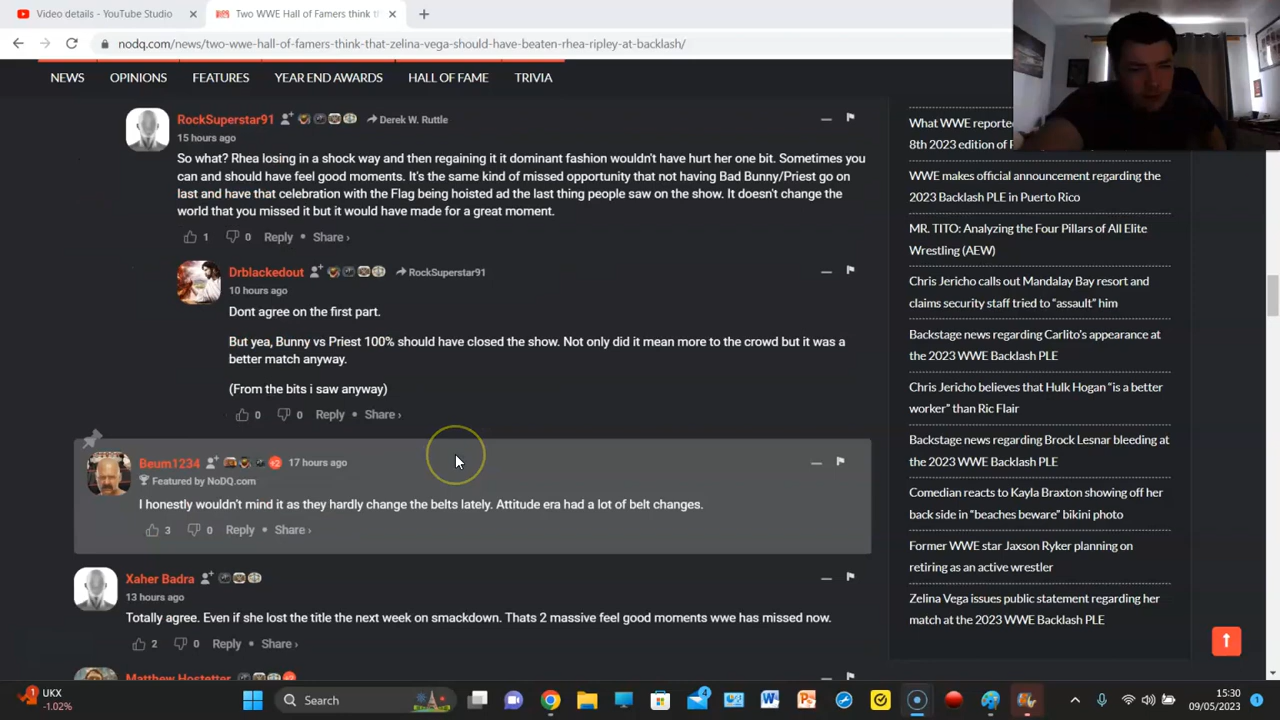 Video details - YouTube Studio
Two WWE Hall of Famers think th
nodq.com/news/two-wwe-hall-of-famers-think-that-zelina-vega-should-have-beaten-rhea-ripley-at-backlash/
NEWS OPINIONS FEATURES YEAR END AWARDS HALL OF FAME TRIVIA
RockSuperstar91 Derek W. Ruttle
15 hours ago
So what? Rhea losing in a shock way and then regaining it it dominant fashion wouldn't have hurt her one bit. Sometimes you
can and should have feel good moments. It's the same kind of missed opportunity that not having Bad Bunny/Priest go on
last and have that celebration with the Flag being hoisted ad the last thing people saw on the show. It doesn't change the
world that you missed it but it would have made for a great moment.
1 0 Reply • Share ›
Drblackedout RockSuperstar91
10 hours ago
Dont agree on the first part.
But yea, Bunny vs Priest 100% should have closed the show. Not only did it mean more to the crowd but it was a
better match anyway.
(From the bits i saw anyway)
0 0 Reply • Share ›
Beum1234 +2 17 hours ago
Featured by NoDQ.com
I honestly wouldn't mind it as they hardly change the belts lately. Attitude era had a lot of belt changes.
3 0 Reply • Share ›
Xaher Badra
13 hours ago
Totally agree. Even if she lost the title the next week on smackdown. Thats 2 massive feel good moments wwe has missed now.
2 0 Reply • Share ›
Matthew Hostetter
What WWE reported
8th 2023 edition of
WWE makes official announcement regarding the
2023 Backlash PLE in Puerto Rico
MR. TITO: Analyzing the Four Pillars of All Elite
Wrestling (AEW)
Chris Jericho calls out Mandalay Bay resort and
claims security staff tried to "assault" him
Backstage news regarding Carlito's appearance at
the 2023 WWE Backlash PLE
Chris Jericho believes that Hulk Hogan "is a better
worker" than Ric Flair
Backstage news regarding Brock Lesnar bleeding at
the 2023 WWE Backlash PLE
Comedian reacts to Kayla Braxton showing off her
back side in "beaches beware" bikini photo
Former WWE star Jaxson Ryker planning on
retiring as an active wrestler
Zelina Vega issues public statement regarding her
match at the 2023 WWE Backlash PLE
1 UKX
-1.02%
Search
4
15:30
09/05/2023
1